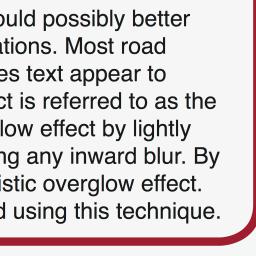 ould possibly better
ations. Most road
es text appear to
ct is referred to as the
low effect by lightly
ng any inward blur. By
istic overglow effect.
d using this technique.